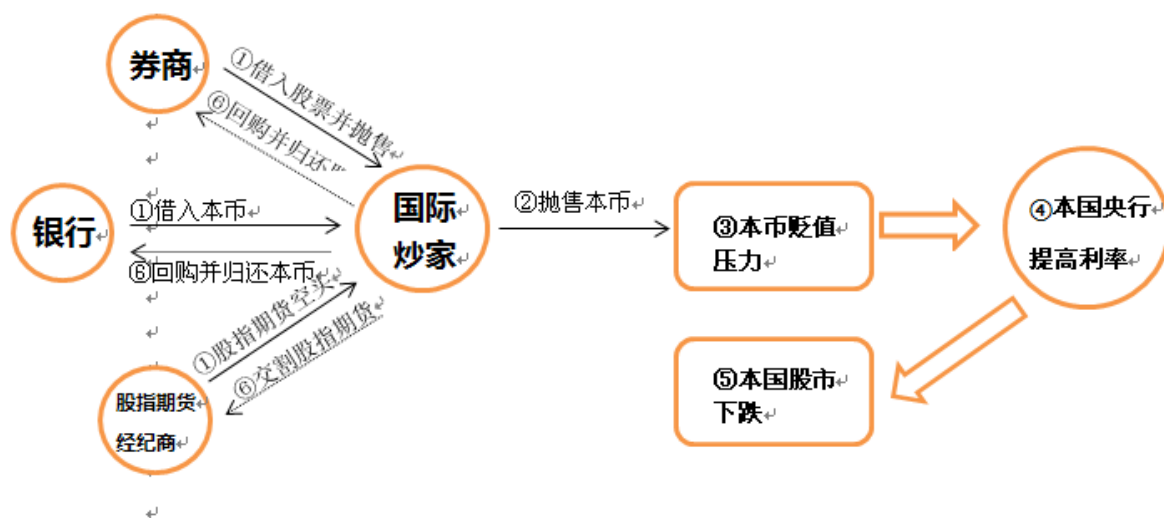 券商
①借入股票并抛售
⑥回购并归还
银行
①借入本币
⑥回购并归还本币
国际
炒家
②抛售本币
③本币贬值
压力
④本国央行
提高利率
①股指期货空
⑥交割股指期货
⑤本国股市
下跌
股指期货
经纪商